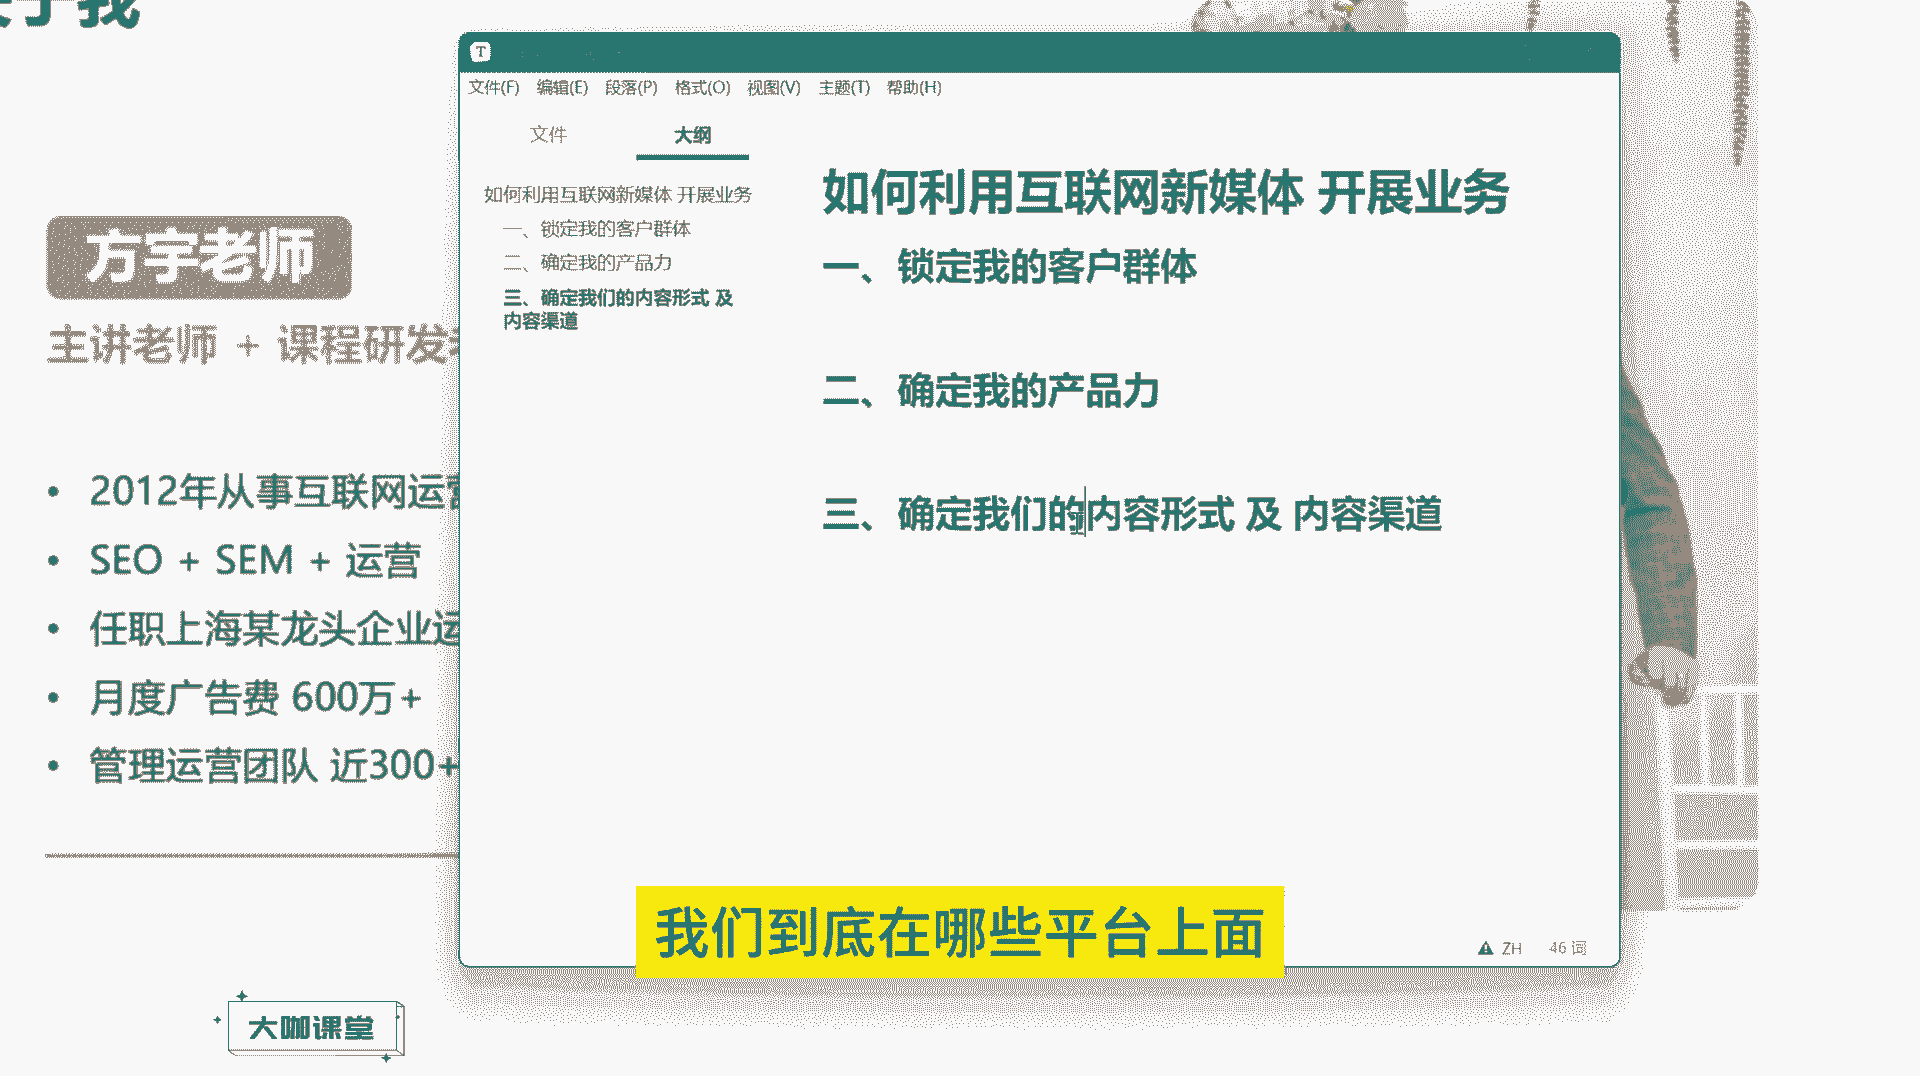 于我
方宇老师
主讲老师 + 课程研发
2012年从事互联网运营
SEO + SEM + 运营
任职上海某龙头企业运
月度广告费 600万+
管理运营团队 近300+
T
文件(F) 编辑(E) 段落(P) 格式(O) 视图(V) 主题(T) 帮助(H)
文件 大纲
如何利用互联网新媒体 开展业务
一、锁定我的客户群体
二、确定我的产品力
三、确定我们的内容形式 及
内容渠道
如何利用互联网新媒体 开展业务
一、锁定我的客户群体
二、确定我的产品力
三、确定我们的内容形式 及 内容渠道
我们到底在哪些平台上面
ZH 46 词
大咖课堂